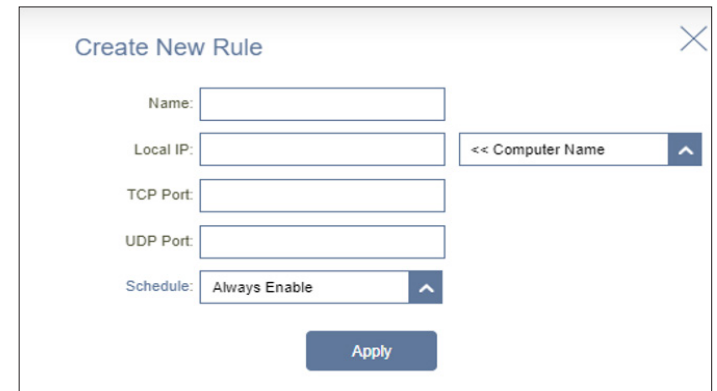 Create New Rule
Name:
Local IP: << Computer Name
TCP Port:
UDP Port:
Schedule: Always Enable
Apply